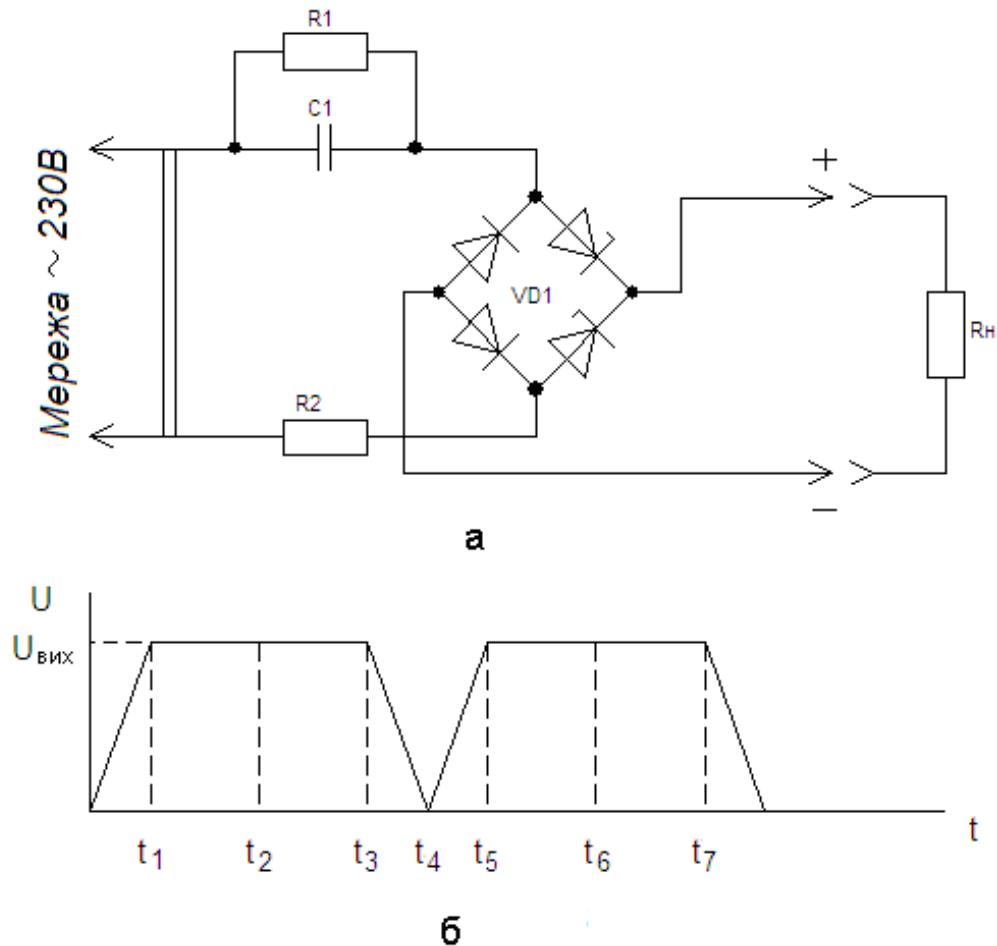 R1
C1
Мережа ~ 230В
VD1
+
Rн
R2
−
а
U
Uвих
t1 t2 t3 t4 t5 t6 t7
t
б